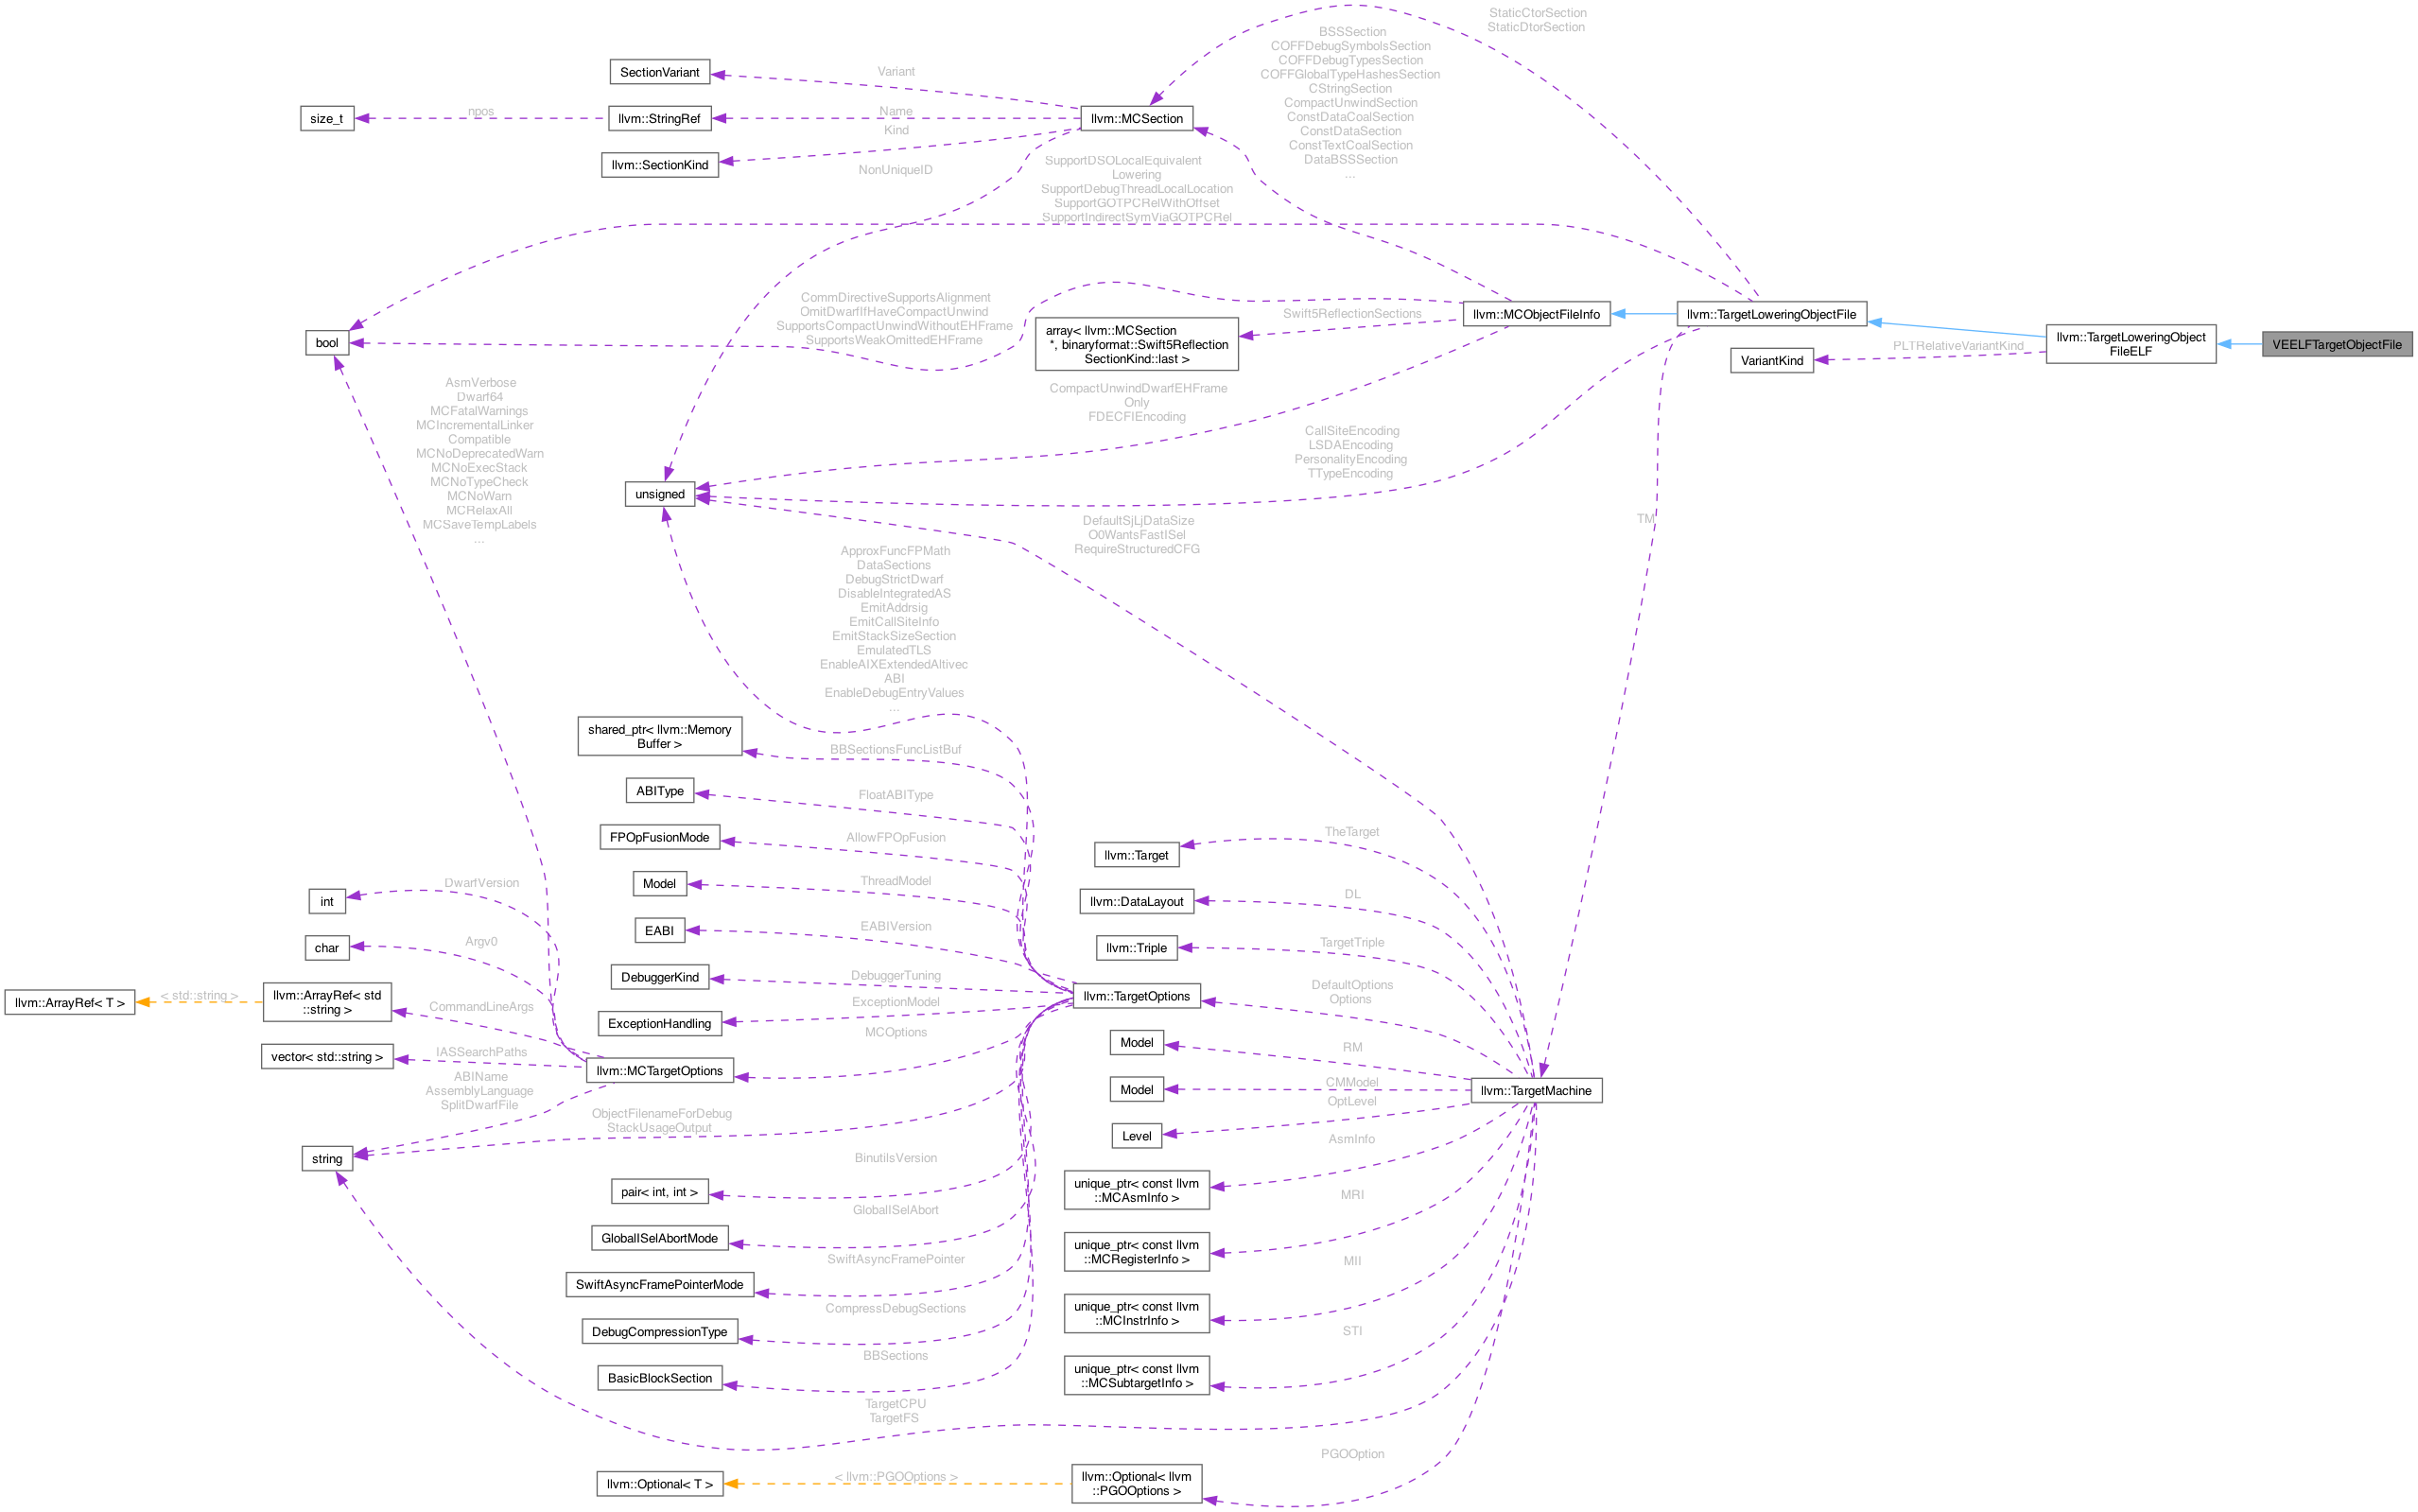 StaticCtorSection
StaticDtorSection
BSSSection
COFFDebugSymbolsSection
COFFDebugTypesSection
COFFGlobalTypeHashesSection
CStringSection
CompactUnwindSection
ConstDataCoalSection
ConstDataSection
ConstTextCoalSection
DataBSSSection
...
SectionVariant
Variant
size_t
npos
llvm::StringRef
Name
llvm::MCSection
Kind
llvm::SectionKind
NonUniqueID
SupportDSOLocalEquivalent
Lowering
SupportDebugThreadLocalLocation
SupportGOTPCRelWithOffset
SupportIndirectSymViaGOTPCRel
CommDirectiveSupportsAlignment
OmitDwarfIfHaveCompactUnwind
SupportsCompactUnwindWithoutEHFrame
SupportsWeakOmittedEHFrame
bool
array< llvm::MCSection
*, binaryformat::Swift5Reflection
SectionKind::last >
Swift5ReflectionSections
llvm::MCObjectFileInfo
llvm::TargetLoweringObjectFile
VariantKind
PLTRelativeVariantKind
llvm::TargetLoweringObject
FileELF
VEELFTargetObjectFile
AsmVerbose
Dwarf64
MCFatalWarnings
MCIncrementalLinker
Compatible
MCNoDeprecatedWarn
MCNoExecStack
MCNoTypeCheck
MCNoWarn
MCRelaxAll
MCSaveTempLabels
...
CompactUnwindDwarfEHFrame
Only
FDECFIEncoding
CallSiteEncoding
LSDAEncoding
PersonalityEncoding
TTypeEncoding
unsigned
DefaultSjLjDataSize
O0WantsFastISel
RequireStructuredCFG
TM
ApproxFuncFPMath
DataSections
DebugStrictDwarf
DisableIntegratedAS
EmitAddrsig
EmitCallSiteInfo
EmitStackSizeSection
EmulatedTLS
EnableAIXExtendedAltivec
ABI
EnableDebugEntryValues
...
shared_ptr< llvm::Memory
Buffer >
BBSectionsFuncListBuf
ABIType
FloatABIType
FPOpFusionMode
AllowFPOpFusion
llvm::Target
TheTarget
Model
ThreadModel
int
DwarfVersion
llvm::DataLayout
DL
EABI
EABIVersion
char
Argv0
llvm::Triple
TargetTriple
DebuggerKind
DebuggerTuning
llvm::ArrayRef< T >
< std::string >
llvm::ArrayRef< std
::string >
CommandLineArgs
llvm::TargetOptions
DefaultOptions
Options
ExceptionHandling
ExceptionModel
MCOptions
vector< std::string >
IASSearchPaths
llvm::MCTargetOptions
Model
RM
ABIName
AssemblyLanguage
SplitDwarfFile
Model
CMModel
llvm::TargetMachine
ObjectFilenameForDebug
StackUsageOutput
Level
OptLevel
string
BinutilsVersion
AsmInfo
pair< int, int >
unique_ptr< const llvm
::MCAsmInfo >
GlobalISelAbort
MRI
GlobalISelAbortMode
unique_ptr< const llvm
::MCRegisterInfo >
SwiftAsyncFramePointer
MII
SwiftAsyncFramePointerMode
unique_ptr< const llvm
::MCInstrInfo >
CompressDebugSections
DebugCompressionType
STI
BBSections
BasicBlockSection
unique_ptr< const llvm
::MCSubtargetInfo >
TargetCPU
TargetFS
PGOOption
llvm::Optional< T >
< llvm::PGOOptions >
llvm::Optional< llvm
::PGOOptions >